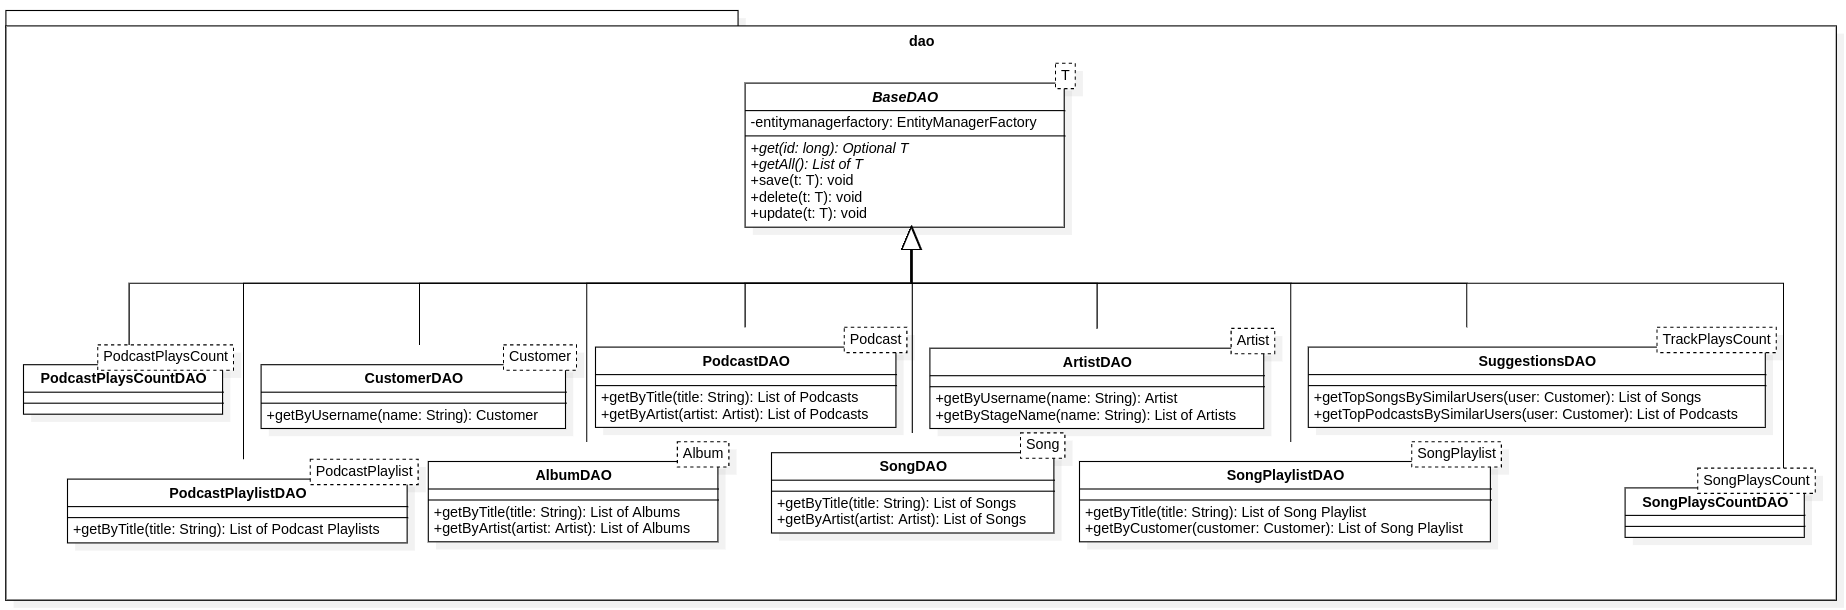 dao
T
BaseDAO
-entitymanagerfactory: EntityManagerFactory
+get(id: long): Optional T
+getAll(): List of T
+save(t: T): void
+delete(t: T): void
+update(t: T): void
PodcastPlaysCount
PodcastPlaysCountDAO
Customer
CustomerDAO
+getByUsername(name: String): Customer
Podcast
PodcastDAO
+getByTitle(title: String): List of Podcasts
+getByArtist(artist: Artist): List of Podcasts
Artist
ArtistDAO
+getByUsername(name: String): Artist
+getByStageName(name: String): List of Artists
TrackPlaysCount
SuggestionsDAO
+getTopSongsBySimilarUsers(user: Customer): List of Songs
+getTopPodcastsBySimilarUsers(user: Customer): List of Podcasts
PodcastPlaylist
PodcastPlaylistDAO
+getByTitle(title: String): List of Podcast Playlists
Album
AlbumDAO
+getByTitle(title: String): List of Albums
+getByArtist(artist: Artist): List of Albums
Song
SongDAO
+getByTitle(title: String): List of Songs
+getByArtist(artist: Artist): List of Songs
SongPlaylist
SongPlaylistDAO
+getByTitle(title: String): List of Song Playlist
+getByCustomer(customer: Customer): List of Song Playlist
SongPlaysCount
SongPlaysCountDAO